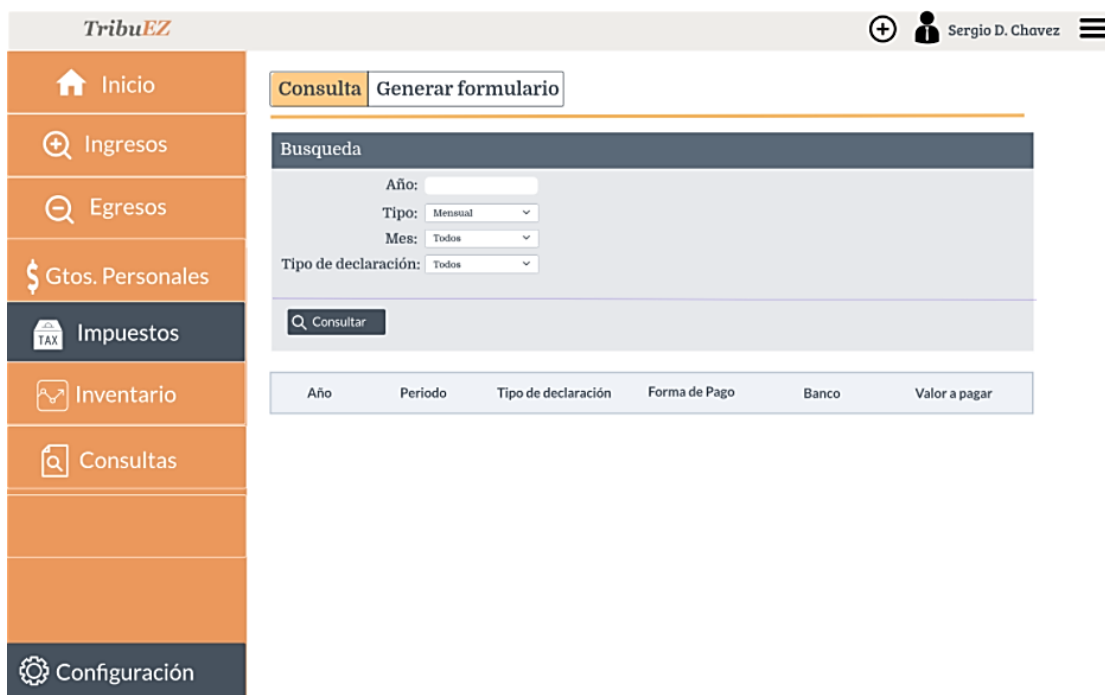 TribuEZ
Sergio D. Chavez
Inicio
Ingresos
Egresos
$ Gtos. Personales
TAX
Impuestos
Inventario
Consultas
Configuración
Consulta
Generar formulario
Busqueda
Año:
Tipo: Mensual
Mes: Todos
Tipo de declaración: Todos
Consultar
Año Periodo Tipo de declaración Forma de Pago Banco Valor a pagar